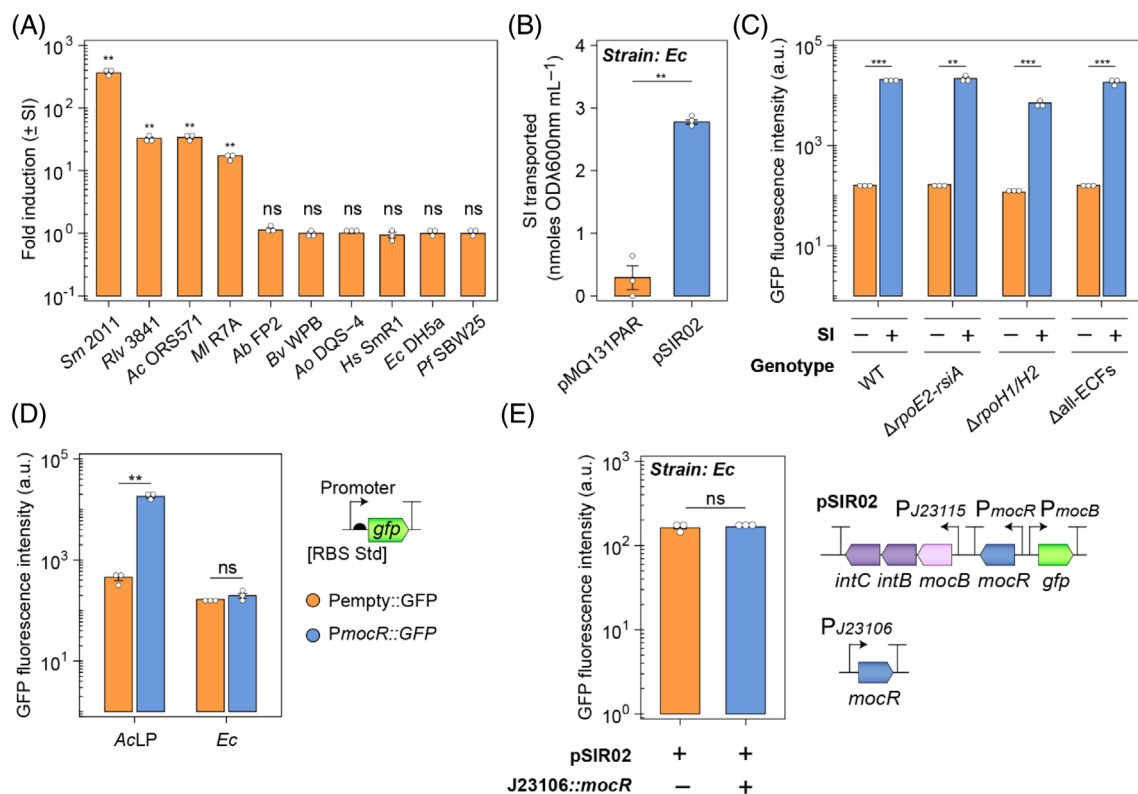 (A)
Fold induction (± SI)
10³
10²
10¹
10⁰
10⁻¹
**
**
**
**
ns
ns
ns
ns
ns
ns
Sm 2011
Rlv 3841
Ac ORS571
Ml R7A
Ab FP2
Bv WPB
Ao DQS−4
Hs SmR1
Ec DH5a
Pf SBW25
(B)
SI transported
(nmoles ODλ600nm mL⁻¹)
4
3
2
1
0
Strain: Ec
**
pMQ131PAR
pSIR02
(C)
GFP fluorescence intensity (a.u.)
10⁵
10³
10¹
***
**
***
***
− + − + − + − +
SI
Genotype
WT
ΔrpoE2-rsiA
ΔrpoH1/H2
Δall-ECFs
(D)
GFP fluorescence intensity (a.u.)
10⁵
10³
10¹
**
ns
AcLP
Ec
Promoter
gfp
[RBS Std]
Pempty::GFP
PmocR::GFP
(E)
GFP fluorescence intensity (a.u.)
10³
10²
10¹
10⁰
Strain: Ec
ns
pSIR02 + +
J23106::mocR − +
pSIR02
PJ23115 PmocR PmocB
intC intB mocB mocR gfp
PJ23106
mocR